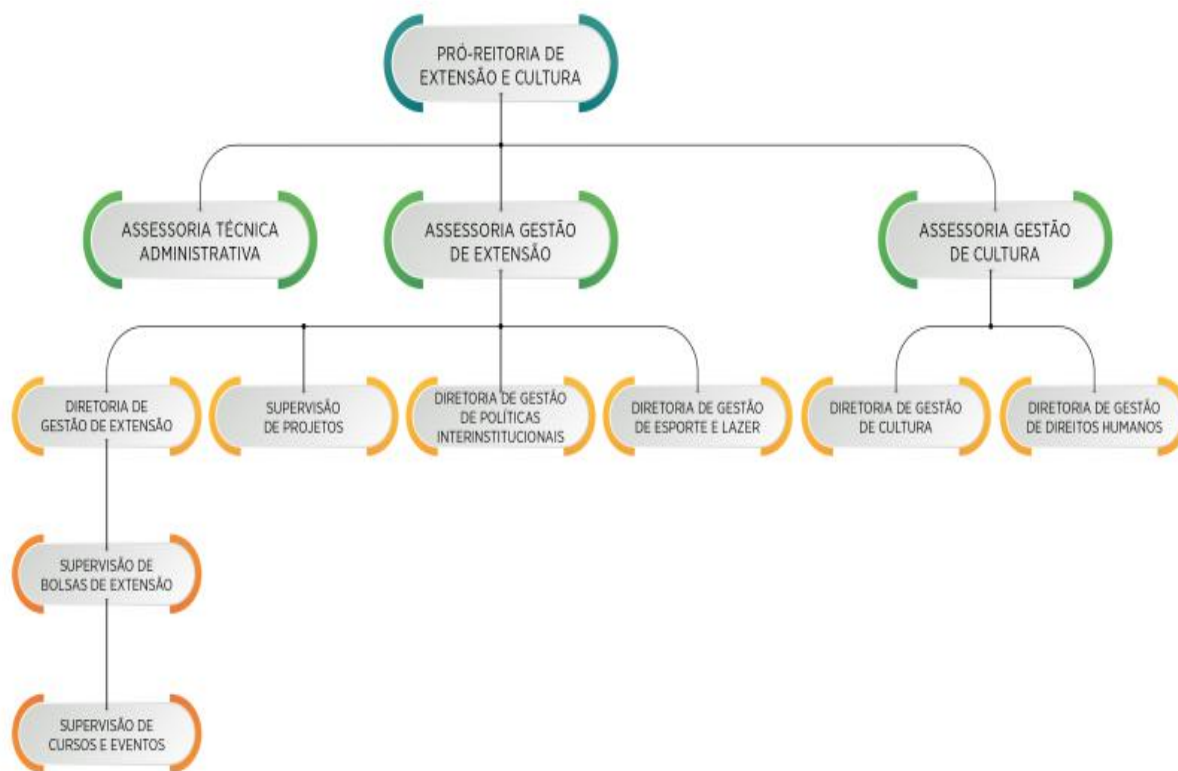 PRÓ-REITORIA DE
EXTENSÃO E CULTURA
ASSESSORIA TÉCNICA
ADMINISTRATIVA
ASSESSORIA GESTÃO
DE EXTENSÃO
ASSESSORIA GESTÃO
DE CULTURA
DIRETORIA DE
GESTÃO DE EXTENSÃO
SUPERVISÃO
DE PROJETOS
DIRETORIA DE GESTÃO
DE POLÍTICAS
INTERINSTITUCIONAIS
DIRETORIA DE GESTÃO
DE ESPORTE E LAZER
DIRETORIA DE GESTÃO
DE CULTURA
DIRETORIA DE GESTÃO
DE DIREITOS HUMANOS
SUPERVISÃO DE
BOLSAS DE EXTENSÃO
SUPERVISÃO DE
CURSOS E EVENTOS